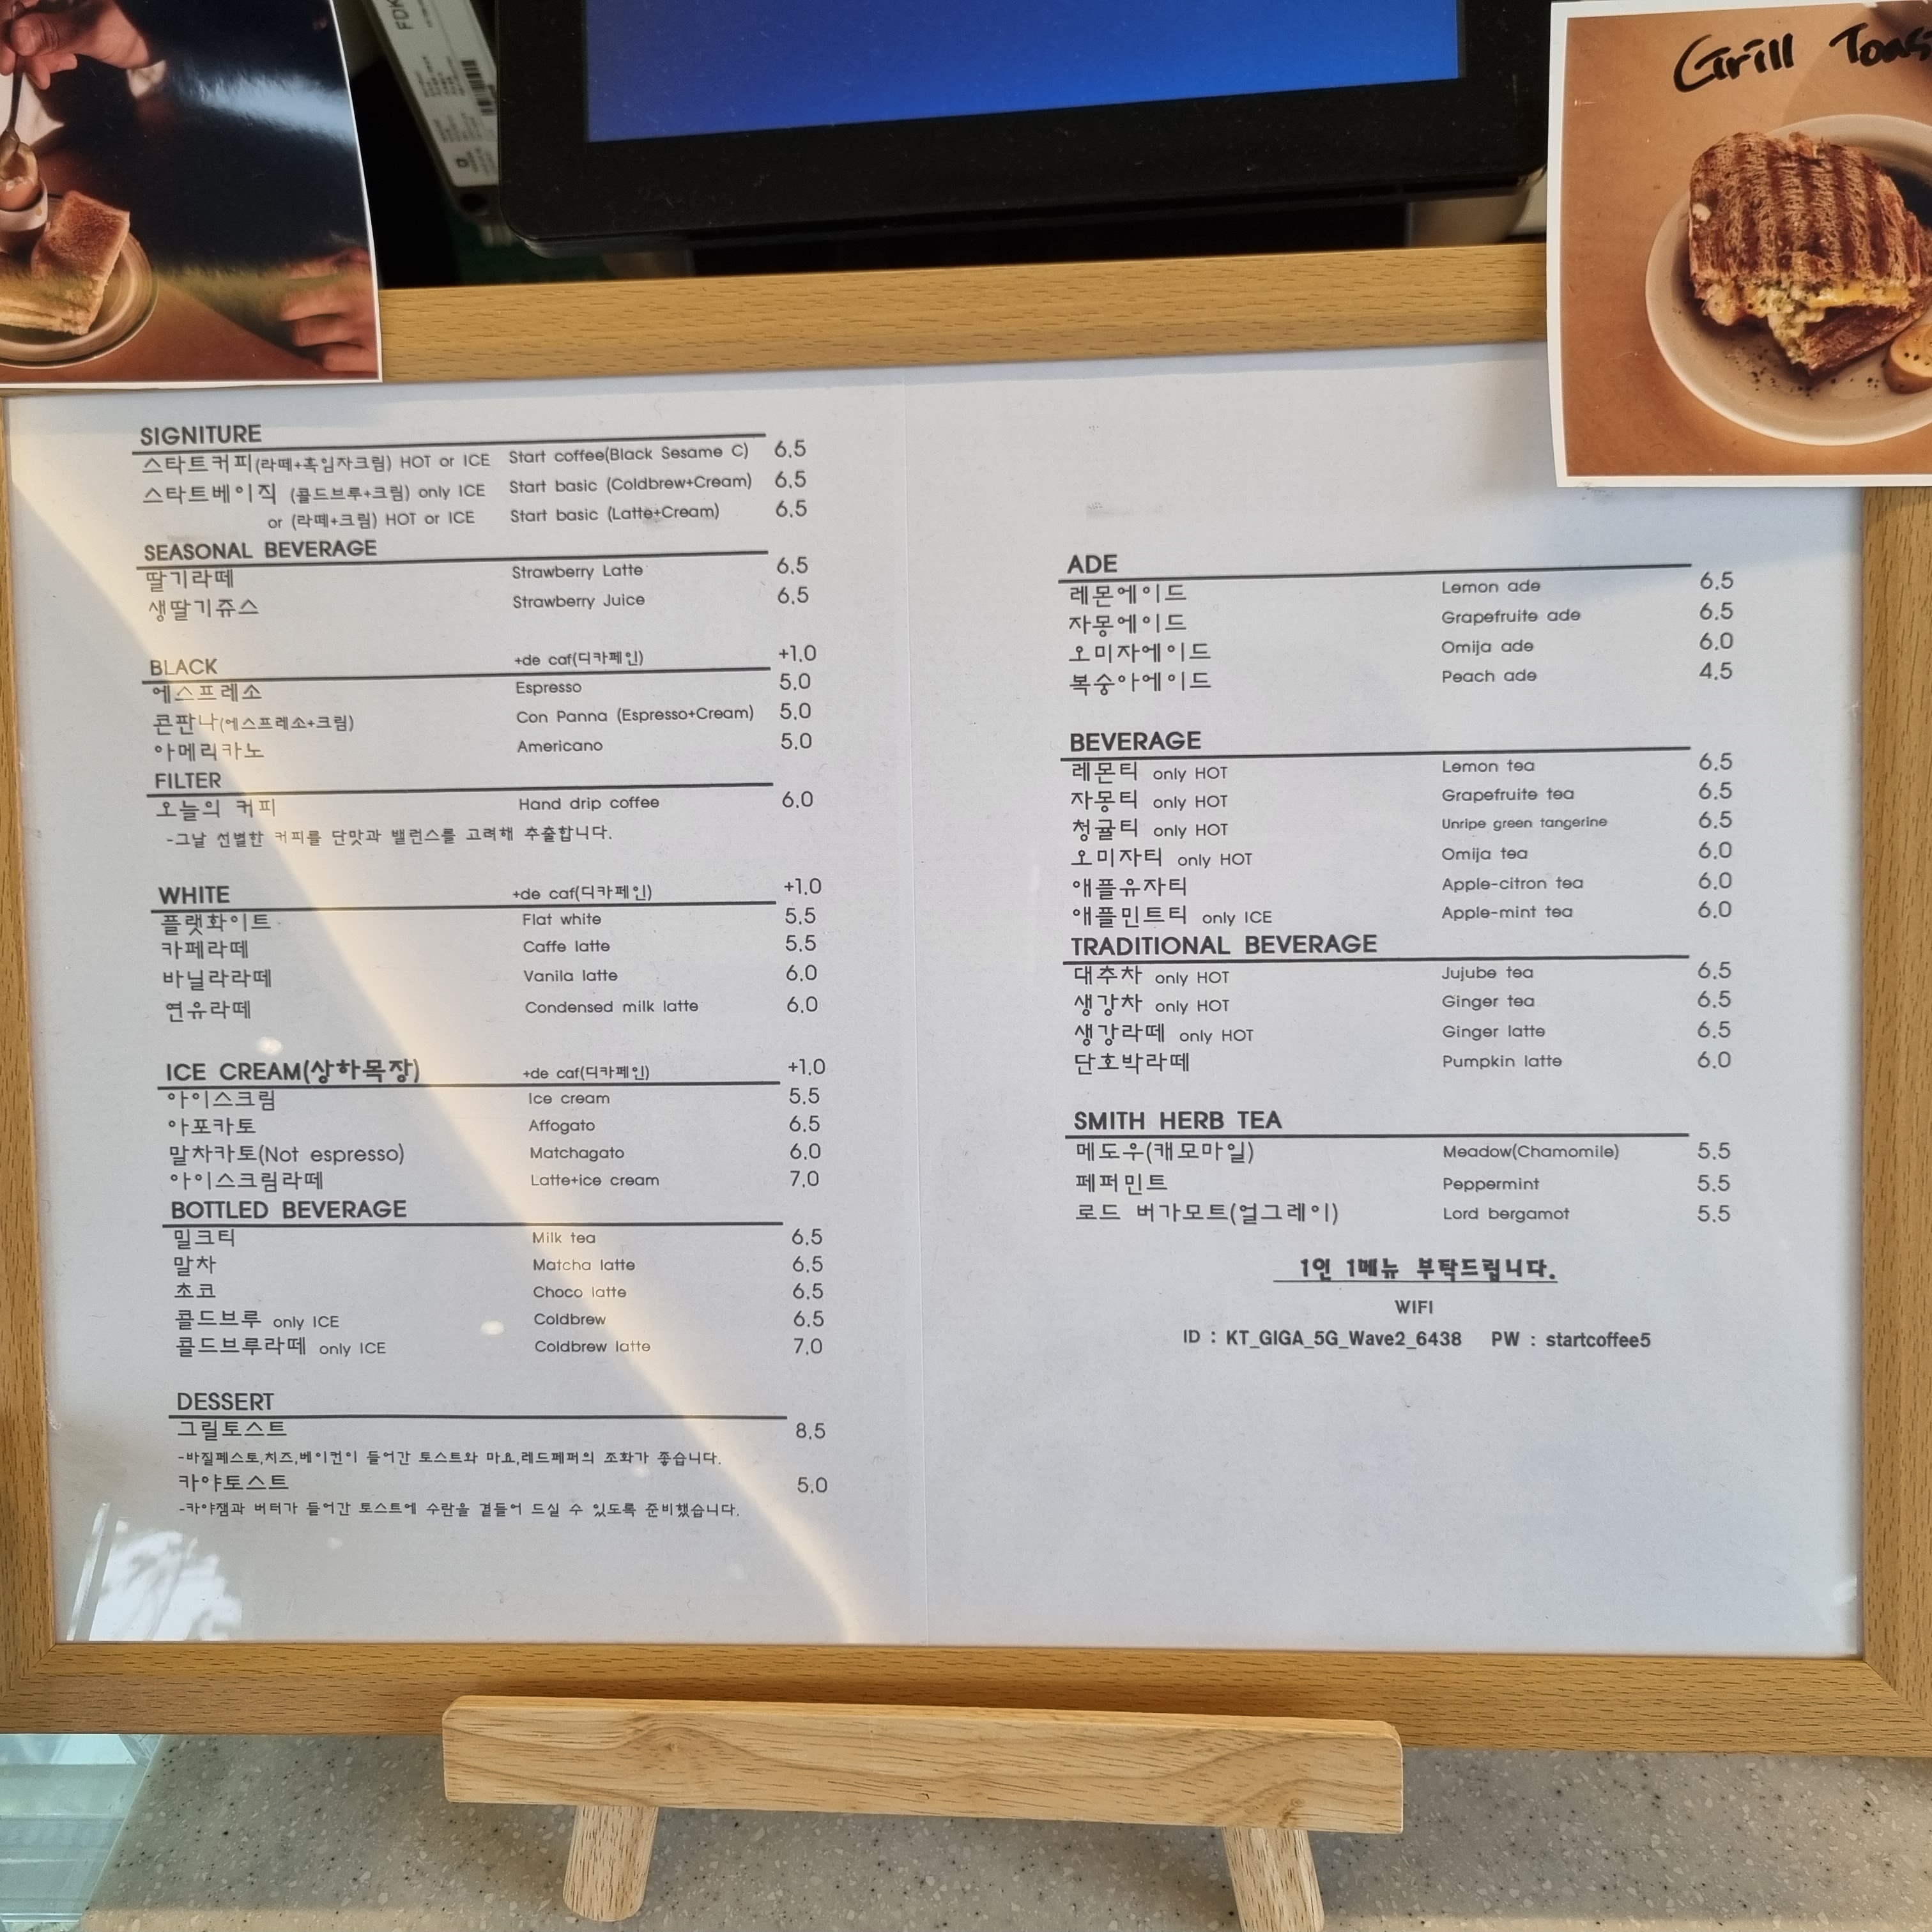 FDK
Grill Toas
SIGNITURE
스타트커피(라떼+흑임자크림) HOT or ICE Start coffee(Black Sesame C) 6.5
스타트베이직 (콜드브루+크림) only ICE Start basic (Coldbrew+Cream) 6.5
or (라떼+크림) HOT or ICE Start basic (Latte+Cream) 6.5
SEASONAL BEVERAGE
딸기라떼 Strawberry Latte 6.5
생딸기쥬스 Strawberry Juice 6.5
BLACK +de caf(디카페인) +1.0
에스프레소 Espresso 5.0
콘판나(에스프레소+크림) Con Panna (Espresso+Cream) 5.0
아메리카노 Americano 5.0
FILTER
오늘의 커피 Hand drip coffee 6.0
-그날 선별한 커피를 단맛과 밸런스를 고려해 추출합니다.
WHITE +de caf(디카페인) +1.0
플랫화이트 Flat white 5.5
카페라떼 Caffe latte 5.5
바닐라라떼 Vanila latte 6.0
연유라떼 Condensed milk latte 6.0
ICE CREAM(상하목장) +de caf(디카페인) +1.0
아이스크림 Ice cream 5.5
아포카토 Affogato 6.5
말차카토(Not espresso) Matchagato 6.0
아이스크림라떼 Latte+ice cream 7.0
BOTTLED BEVERAGE
밀크티 Milk tea 6.5
말차 Matcha latte 6.5
초코 Choco latte 6.5
콜드브루 only ICE Coldbrew 6.5
콜드브루라떼 only ICE Coldbrew latte 7.0
DESSERT
그릴토스트 8.5
-바질페스토,치즈,베이컨이 들어간 토스트와 마요,레드페퍼의 조화가 좋습니다.
카야토스트 5.0
-카야잼과 버터가 들어간 토스트에 수란을 곁들어 드실 수 있도록 준비했습니다.
ADE
레몬에이드 Lemon ade 6.5
자몽에이드 Grapefruite ade 6.5
오미자에이드 Omija ade 6.0
복숭아에이드 Peach ade 4.5
BEVERAGE
레몬티 only HOT Lemon tea 6.5
자몽티 only HOT Grapefruite tea 6.5
청귤티 only HOT Unripe green tangerine 6.5
오미자티 only HOT Omija tea 6.0
애플유자티 Apple-citron tea 6.0
애플민트티 only ICE Apple-mint tea 6.0
TRADITIONAL BEVERAGE
대추차 only HOT Jujube tea 6.5
생강차 only HOT Ginger tea 6.5
생강라떼 only HOT Ginger latte 6.5
단호박라떼 Pumpkin latte 6.0
SMITH HERB TEA
메도우(캐모마일) Meadow(Chamomile) 5.5
페퍼민트 Peppermint 5.5
로드 버가모트(얼그레이) Lord bergamot 5.5
1인 1메뉴 부탁드립니다.
WIFI
ID : KT_GIGA_5G_Wave2_6438 PW : startcoffee5